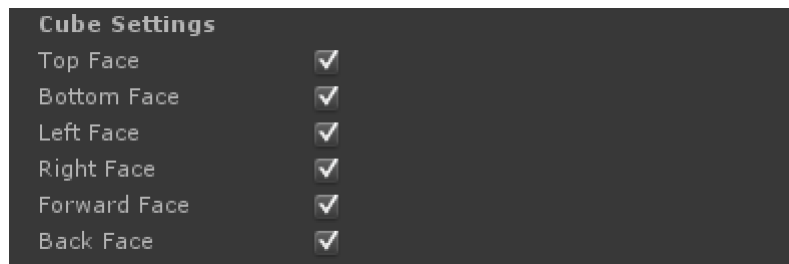 Cube Settings
Top Face
Bottom Face
Left Face
Right Face
Forward Face
Back Face